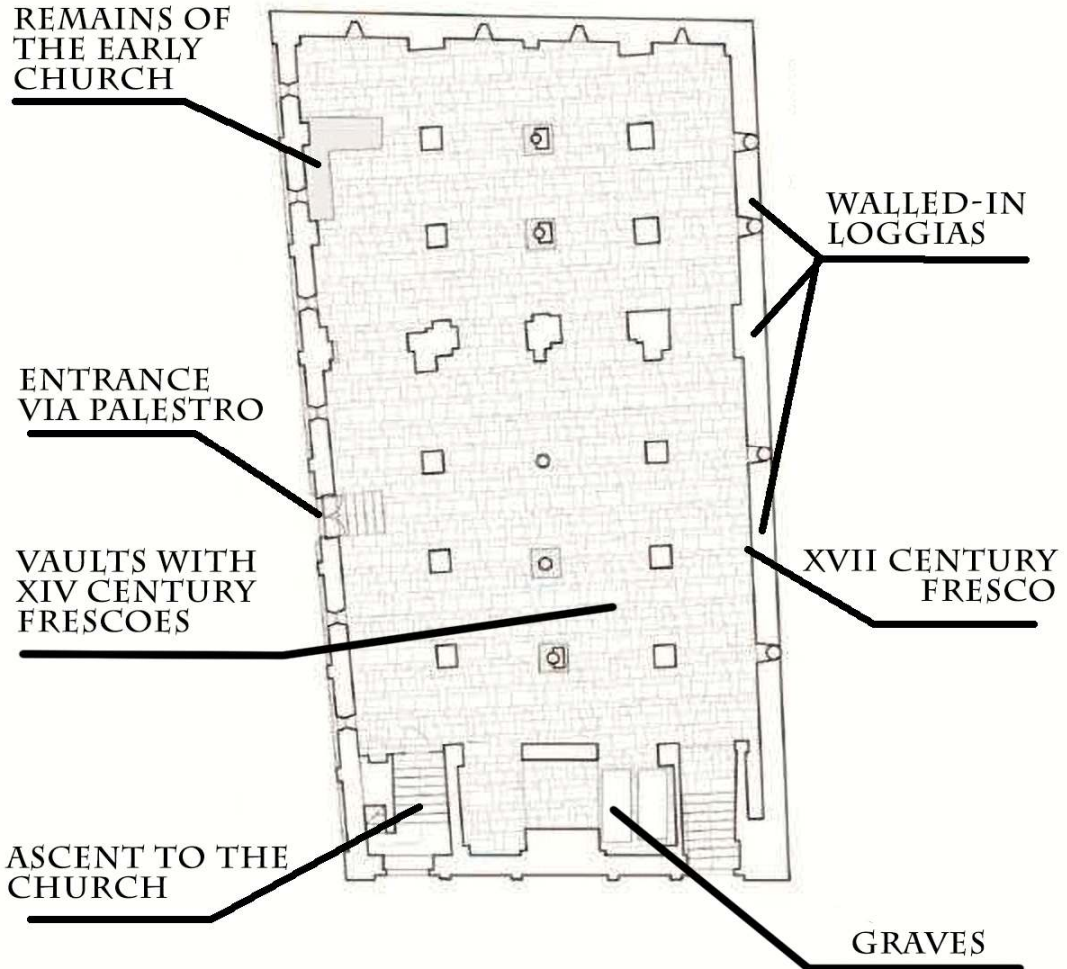 REMAINS OF
THE EARLY
CHURCH
WALLED-IN
LOGGIAS
ENTRANCE
VIA PALESTRO
VAULTS WITH
XIV CENTURY
FRESCOES
XVII CENTURY
FRESCO
ASCENT TO THE
CHURCH
GRAVES